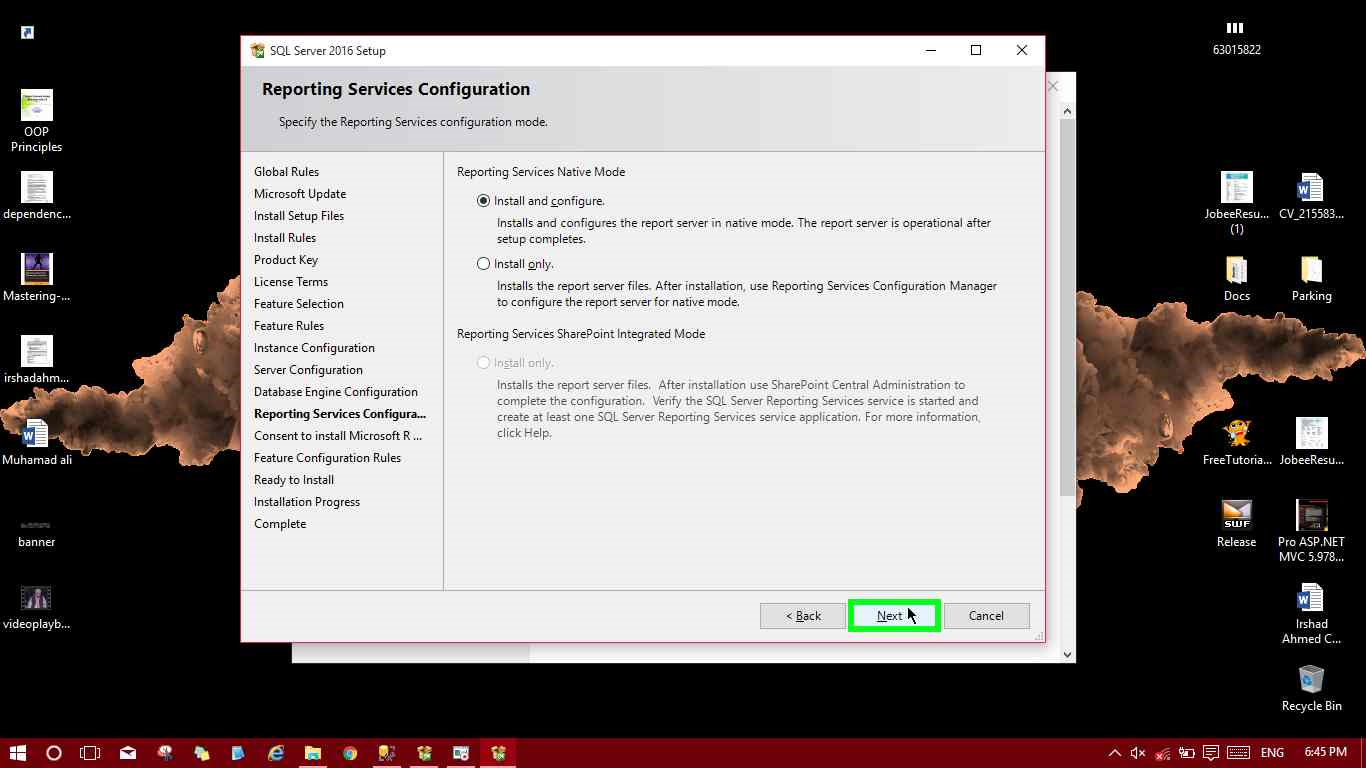 63015822
OOP
Principles
dependenc...
Mastering-...
irshadahm...
Muhamad ali
banner
videoplayb...
SQL Server 2016 Setup
Reporting Services Configuration
Specify the Reporting Services configuration mode.
Global Rules
Microsoft Update
Install Setup Files
Install Rules
Product Key
License Terms
Feature Selection
Feature Rules
Instance Configuration
Server Configuration
Database Engine Configuration
Reporting Services Configura...
Consent to install Microsoft R ...
Feature Configuration Rules
Ready to Install
Installation Progress
Complete
Reporting Services Native Mode
Install and configure.
Installs and configures the report server in native mode. The report server is operational after
setup completes.
Install only.
Installs the report server files. After installation, use Reporting Services Configuration Manager
to configure the report server for native mode.
Reporting Services SharePoint Integrated Mode
Install only.
Installs the report server files.  After installation use SharePoint Central Administration to
complete the configuration.  Verify the SQL Server Reporting Services service is started and
create at least one SQL Server Reporting Services service application. For more information,
click Help.
< Back
Next
Cancel
JobeeResu...
(1)
CV_215583...
Docs
Parking
FreeTutoria...
JobeeResu...
SWF
Release
Pro ASP.NET
MVC 5.978...
Irshad
Ahmed C...
Recycle Bin
ENG
6:45 PM